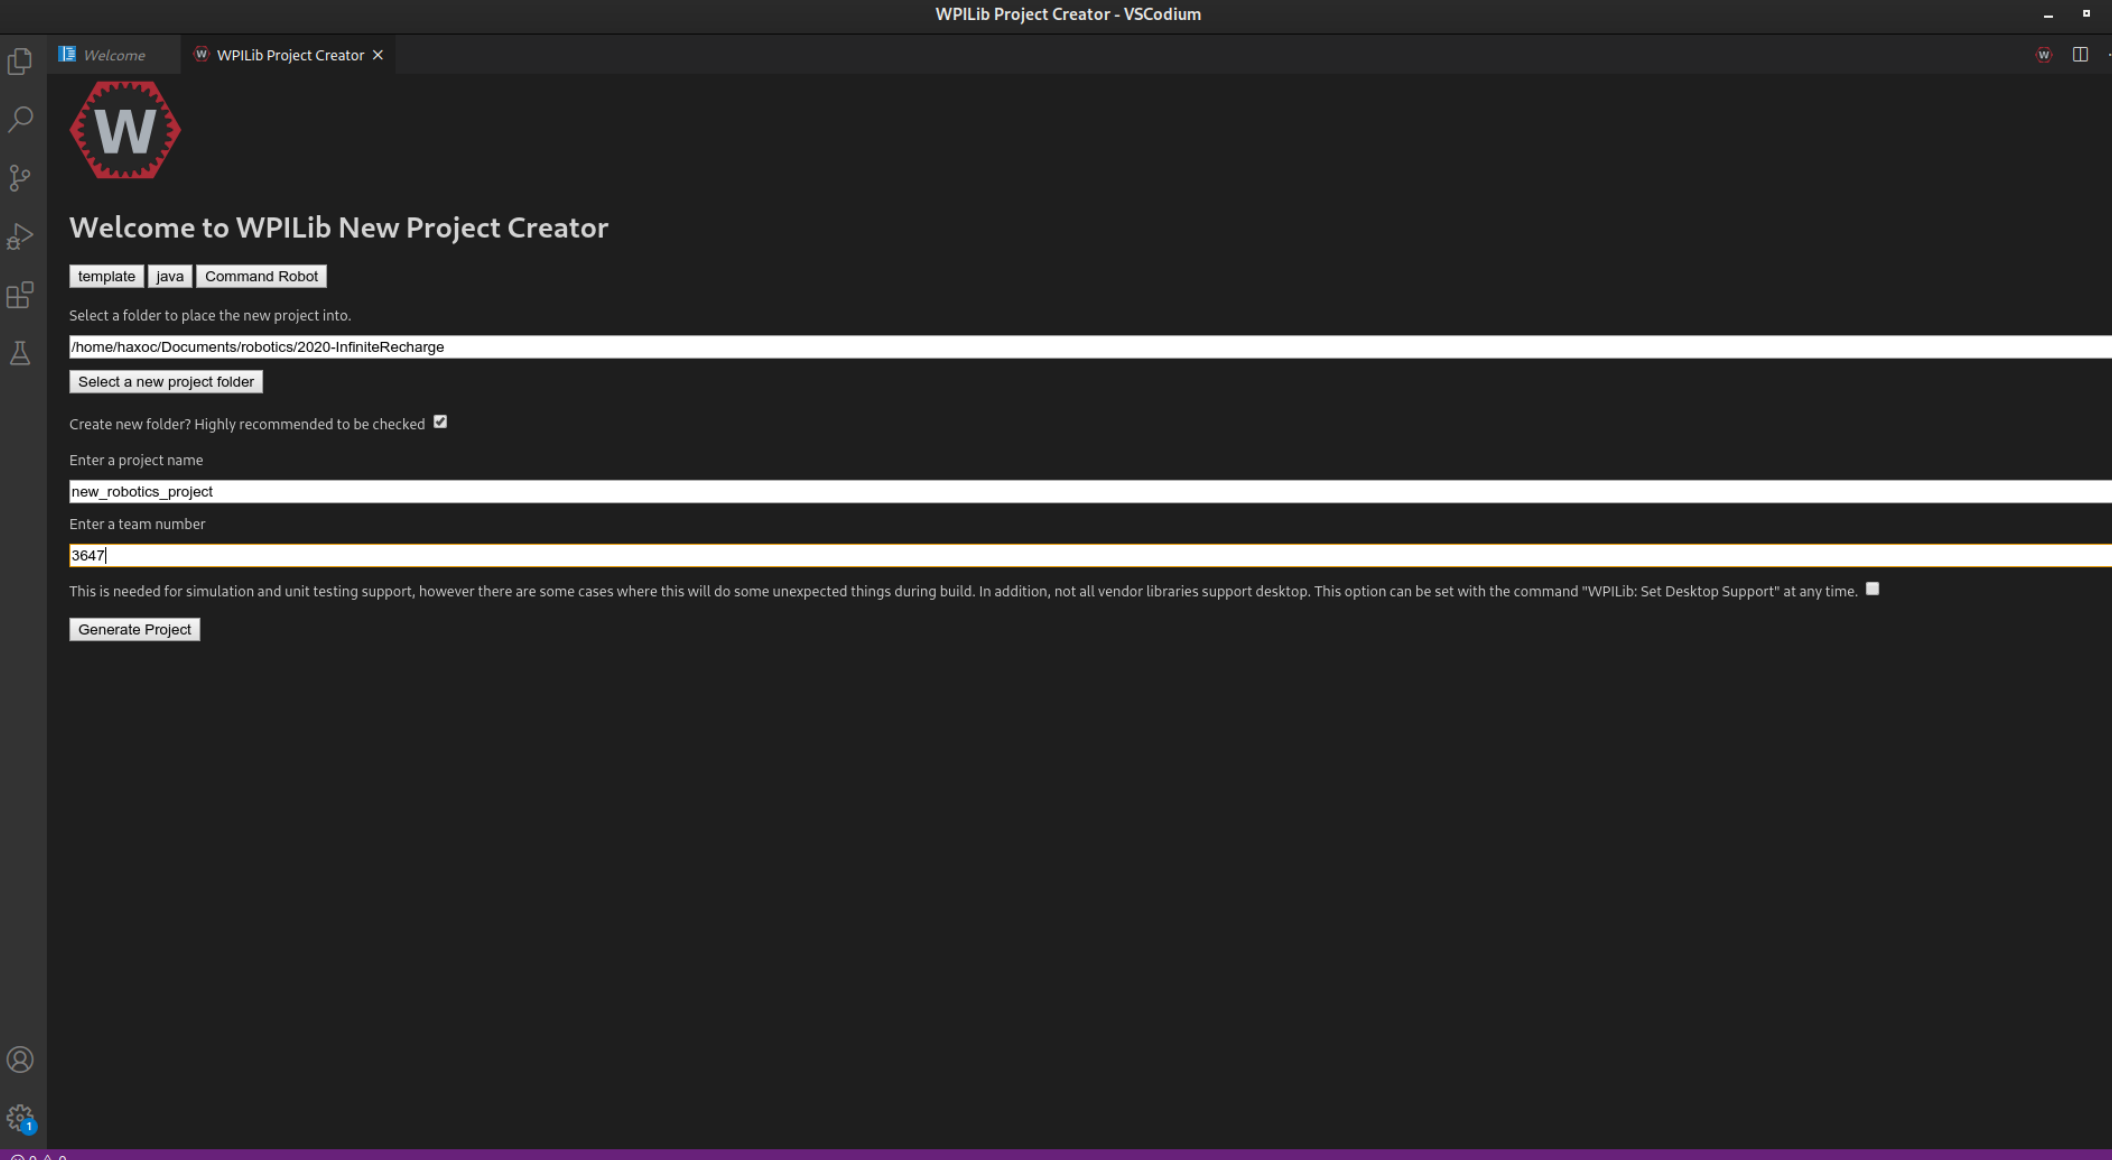 WPILib Project Creator - VSCodium
Welcome
W WPILib Project Creator
W
W
Welcome to WPILib New Project Creator
template java Command Robot
Select a folder to place the new project into.
/home/haxoc/Documents/robotics/2020-InfiniteRecharge
Select a new project folder
Create new folder? Highly recommended to be checked
Enter a project name
new_robotics_project
Enter a team number
3647
This is needed for simulation and unit testing support, however there are some cases where this will do some unexpected things during build. In addition, not all vendor libraries support desktop. This option can be set with the command "WPILib: Set Desktop Support" at any time.
Generate Project
1
0 0